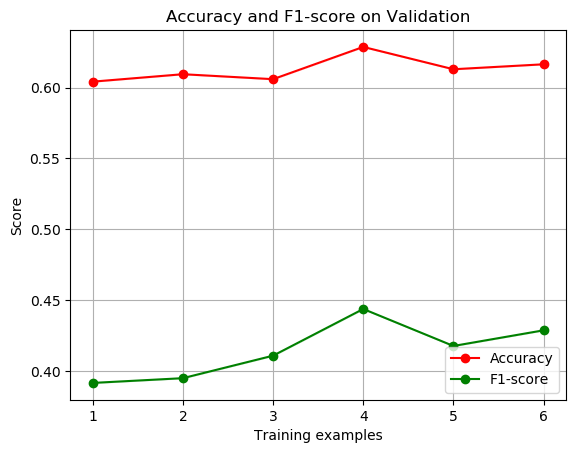 Accuracy and F1-score on Validation
0.60
0.55
0.50
0.45
0.40
Score
Accuracy
F1-score
1 2 3 4 5 6
Training examples